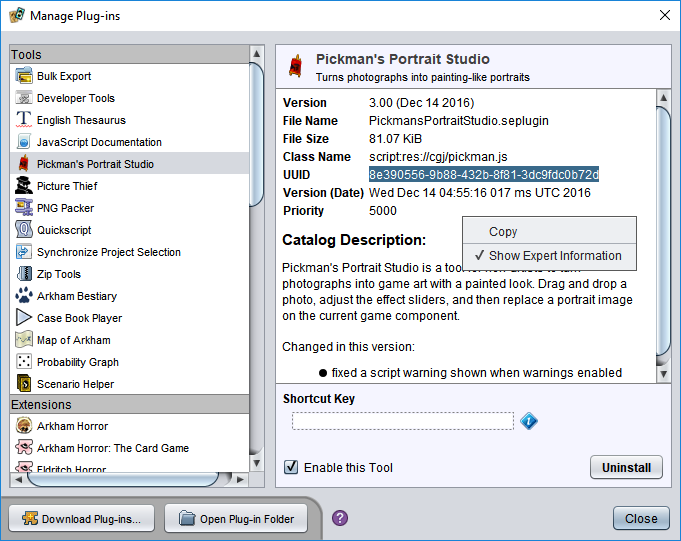 Manage Plug-ins
Tools
Bulk Export
Developer Tools
English Thesaurus
JavaScript Documentation
Pickman's Portrait Studio
Picture Thief
PNG Packer
Quickscript
Synchronize Project Selection
Zip Tools
Arkham Bestiary
Case Book Player
Map of Arkham
Probability Graph
Scenario Helper
Extensions
Arkham Horror
Arkham Horror: The Card Game
Eldritch Horror
Pickman's Portrait Studio
Turns photographs into painting-like portraits
Version 3.00 (Dec 14 2016)
File Name PickmansPortraitStudio.seplugin
File Size 81.07 KiB
Class Name script:res://cgj/pickman.js
UUID 8e390556-9b88-432b-8f81-3dc9fdc0b72d
Version (Date) Wed Dec 14 04:55:16 017 ms UTC 2016
Priority 5000
Copy
✓ Show Expert Information
Catalog Description:
Pickman's Portrait Studio is a
photographs into game art with a painted look. Drag and drop a
photo, adjust the effect sliders, and then replace a portrait image
on the current game component.
Changed in this version:
● fixed a script warning shown when warnings enabled
Shortcut Key
Enable this Tool
Uninstall
Download Plug-ins...
Open Plug-in Folder
?
Close